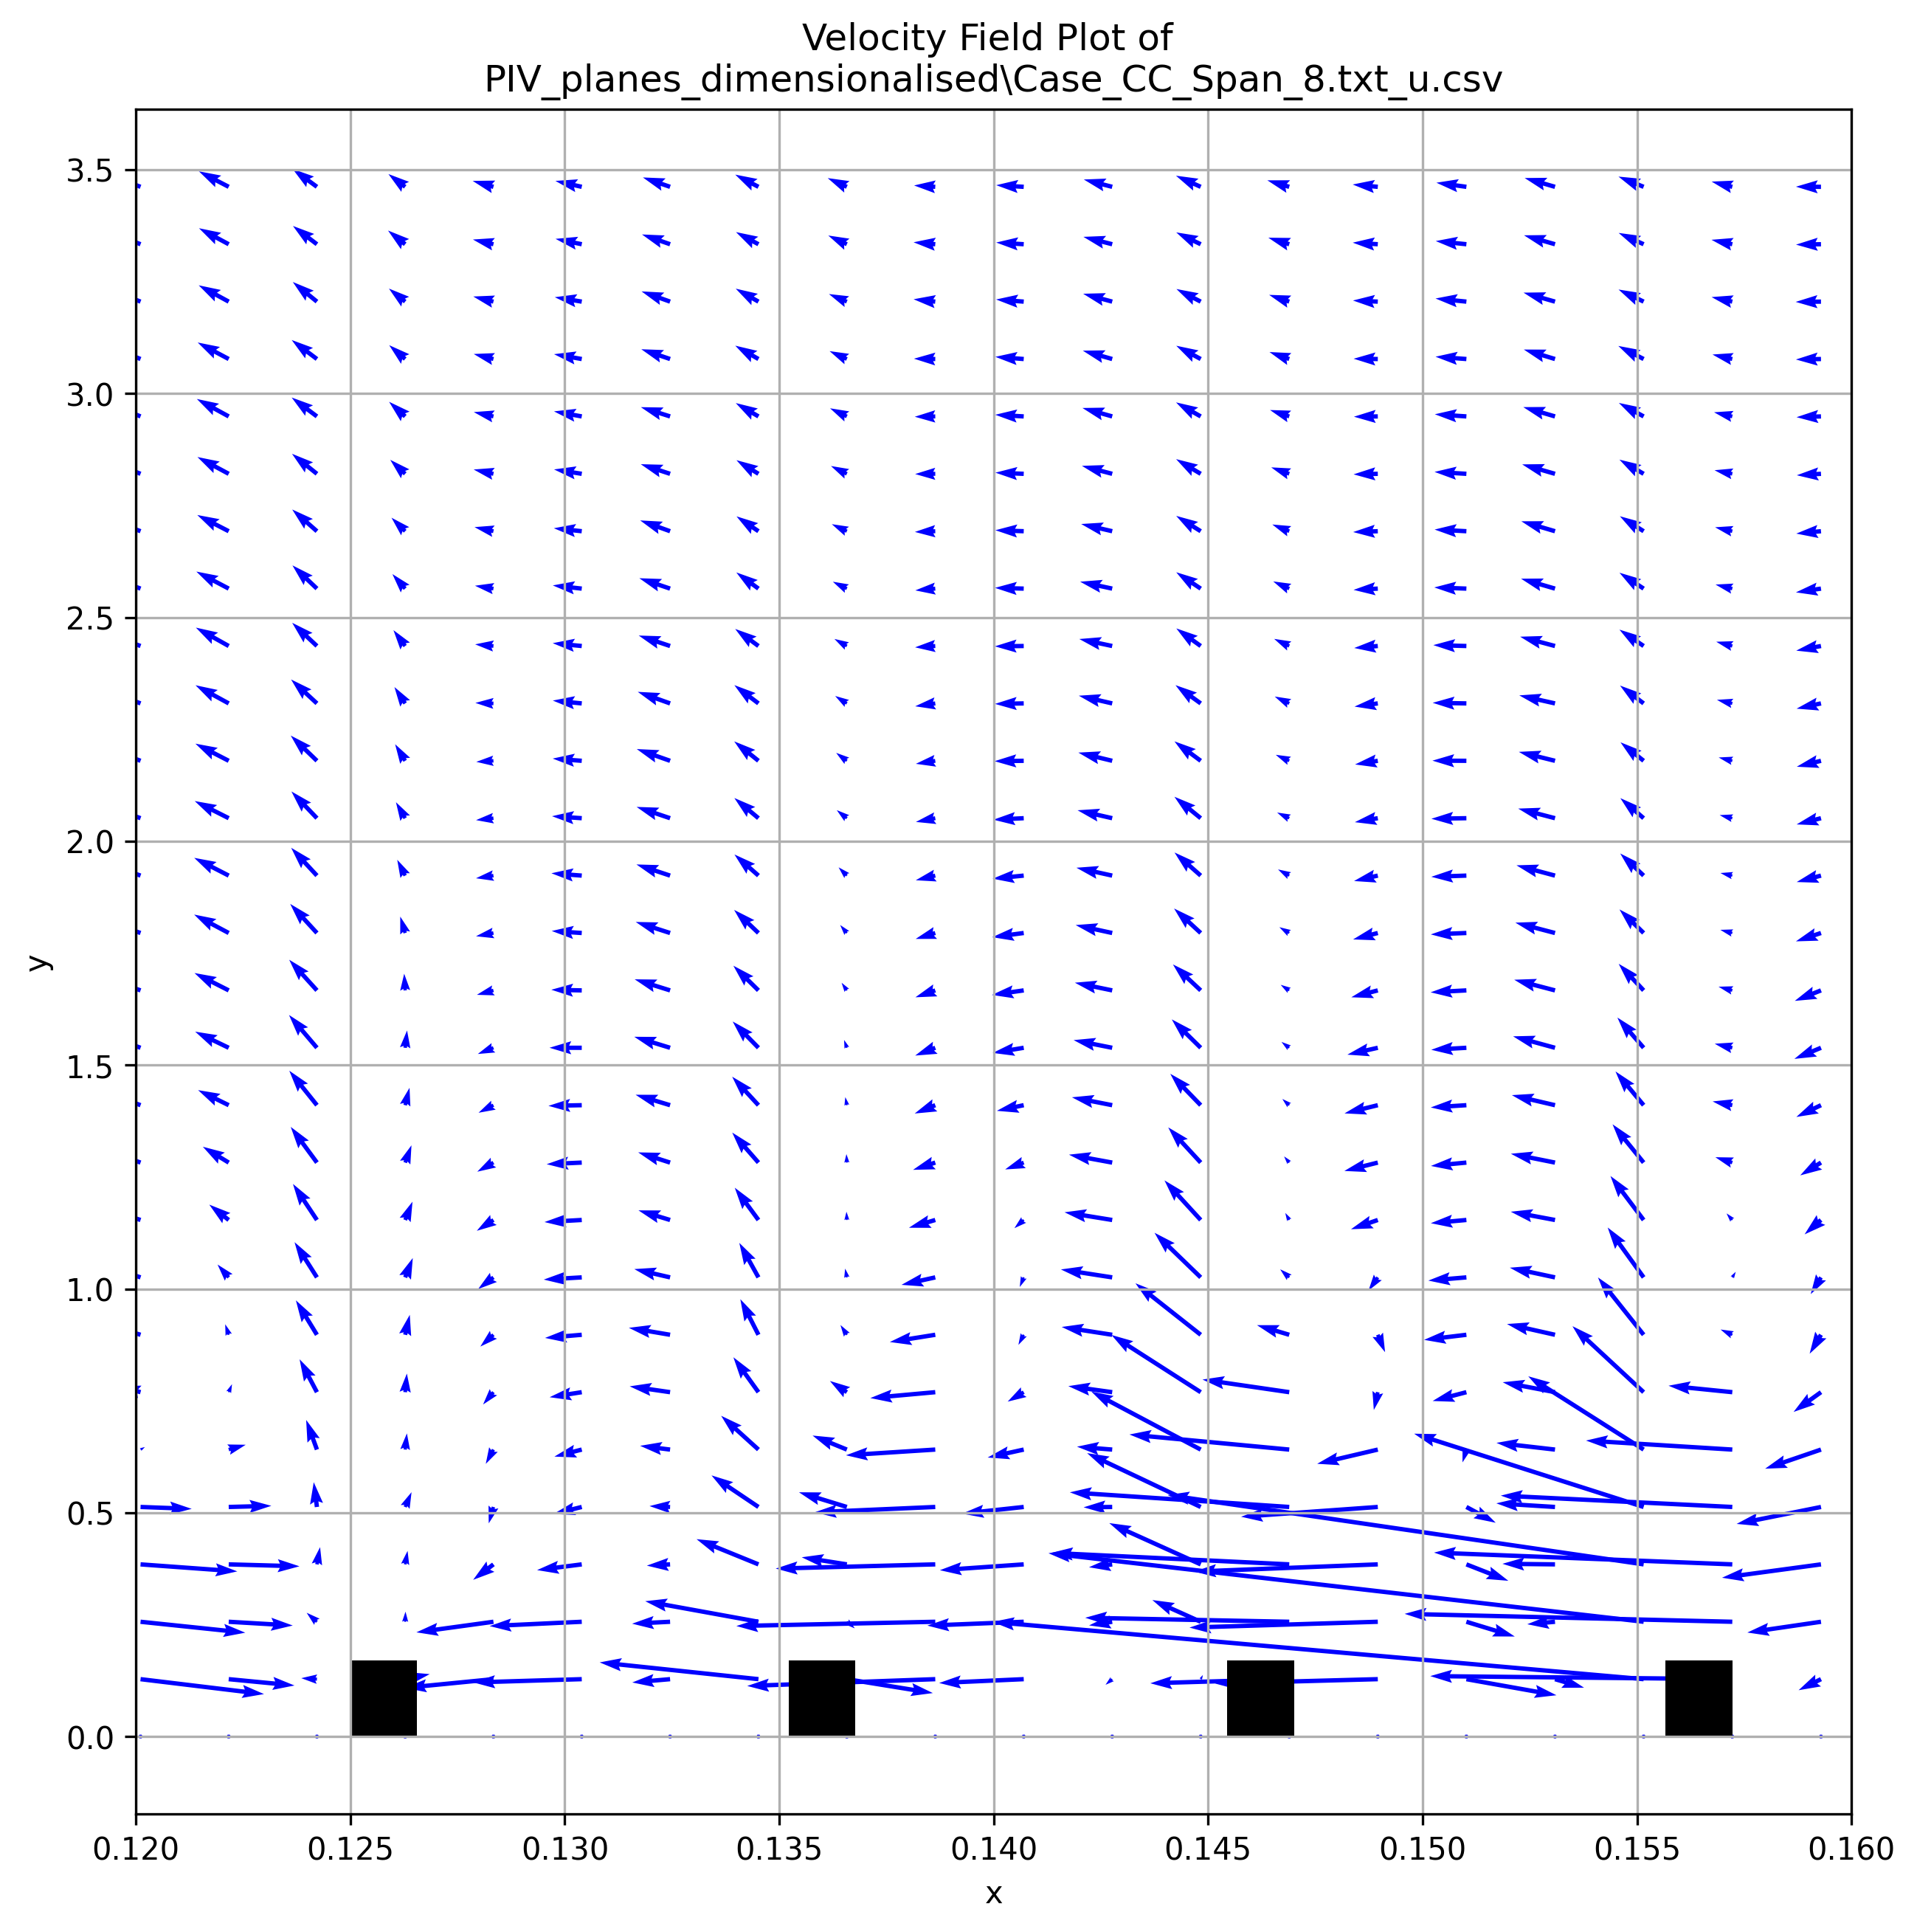 Velocity Field Plot of
PIV_planes_dimensionalised\Case_CC_Span_8.txt_u.csv
3.5
3.0
2.5
2.0
y
1.5
1.0
0.5
0.0
0.120 0.125 0.130 0.135 0.140 0.145 0.150 0.155 0.160
x